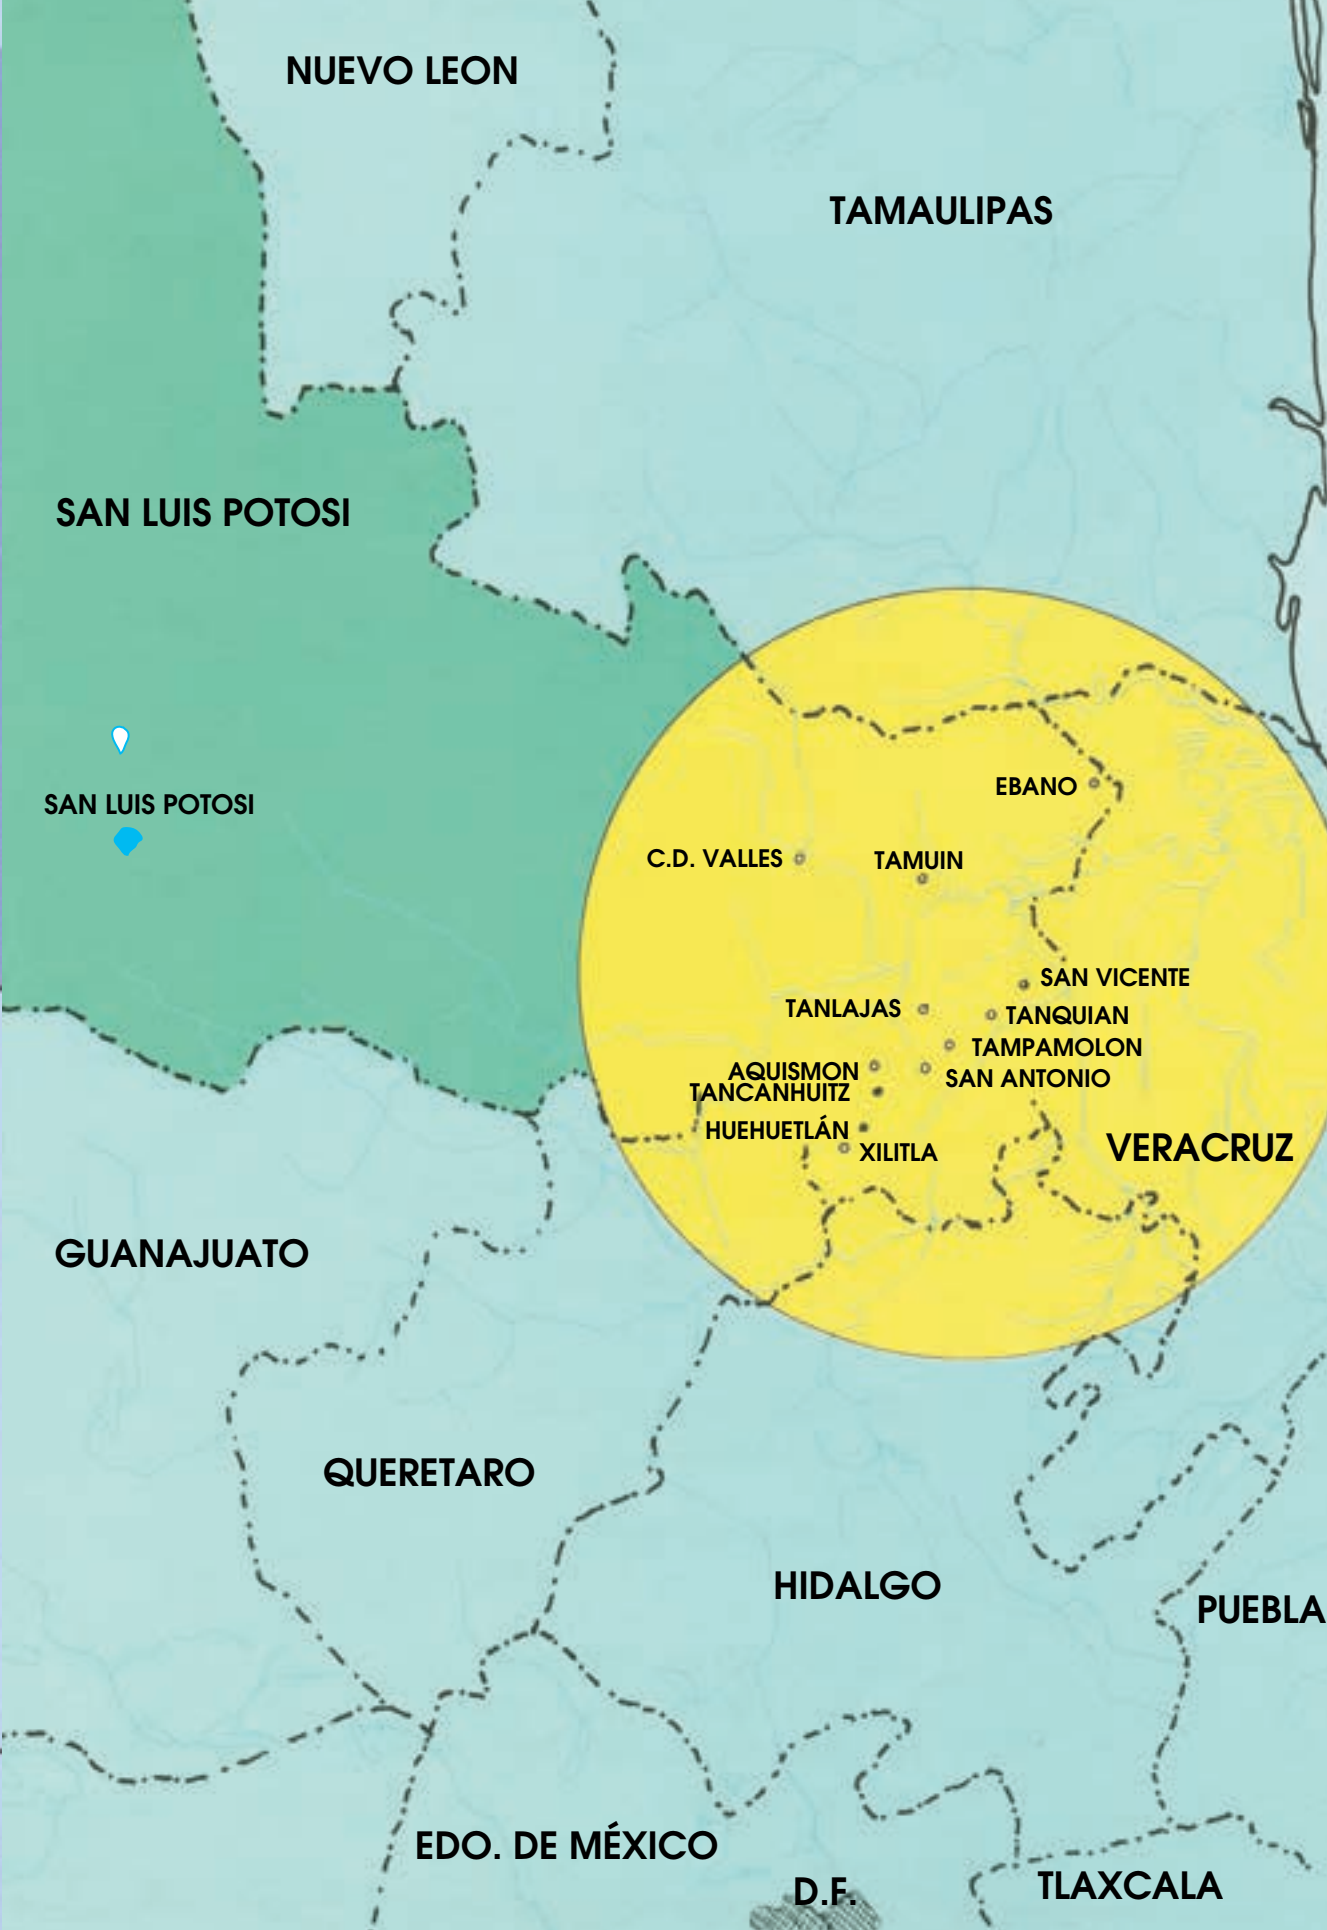 NUEVO LEON
TAMAULIPAS
SAN LUIS POTOSI
SAN LUIS POTOSI
EBANO
C.D. VALLES
TAMUIN
SAN VICENTE
TANLAJAS
TANQUIAN
TAMPAMOLON
AQUISMON
SAN ANTONIO
TANCANHUITZ
HUEHUETLÁN
XILITLA
VERACRUZ
GUANAJUATO
QUERETARO
HIDALGO
PUEBLA
EDO. DE MÉXICO
D.F.
TLAXCALA